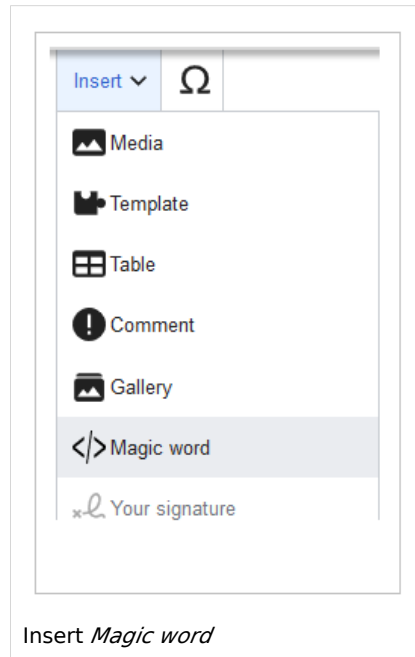 Insert Ω
Media
Template
Table
Comment
Gallery
Magic word
Your signature
Insert Magic word